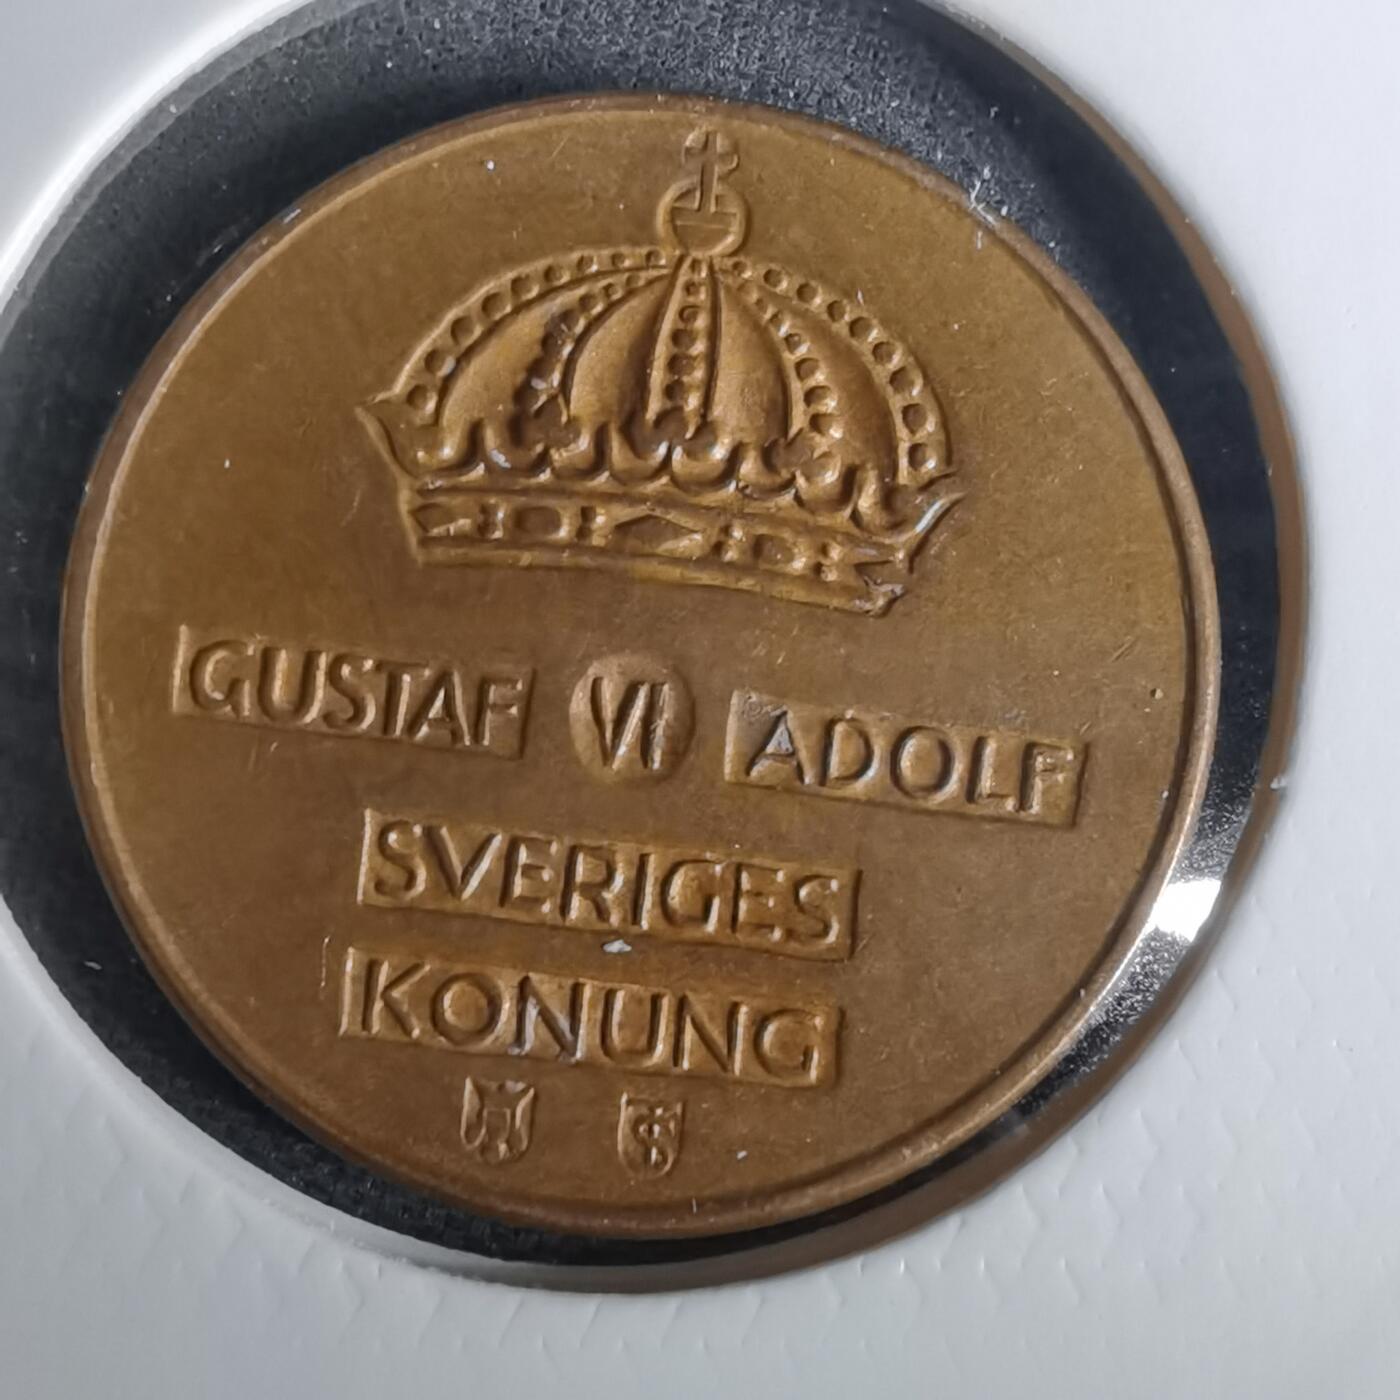 GUSTAF VI ADOLF
SVERIGES
KONUNG